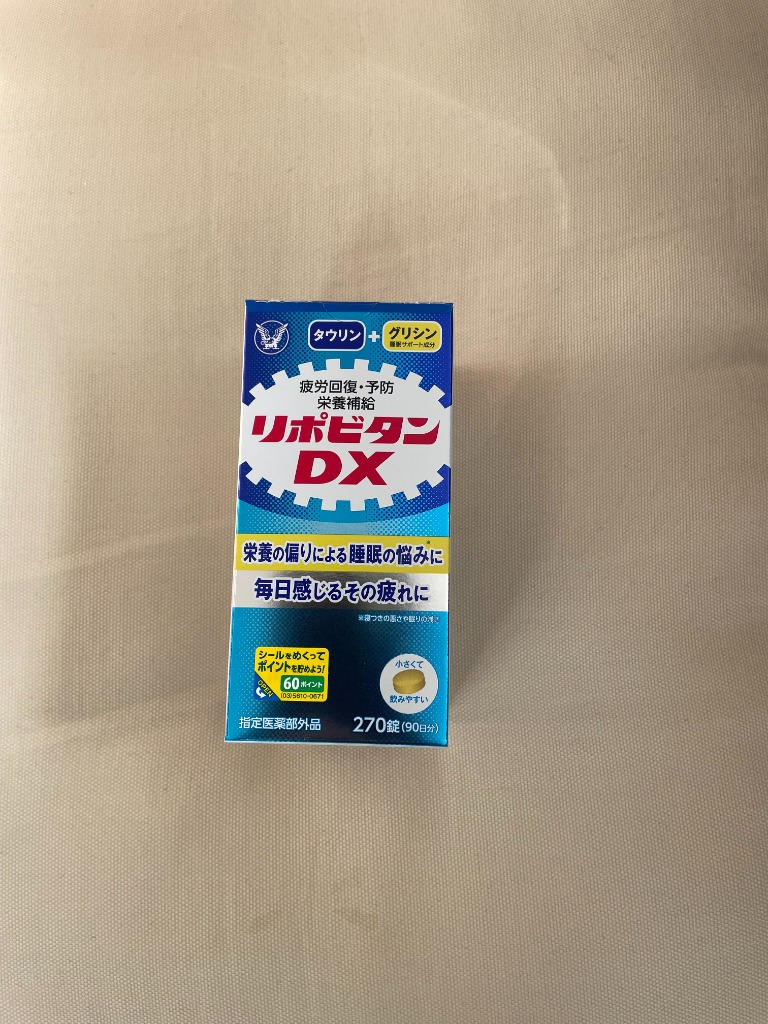 タウリン + グリシン
睡眠サポート成分
疲労回復・予防
栄養補給
リポビタン
DX
栄養の偏りによる睡眠の悩み※に
毎日感じるその疲れに
※寝つきの悪さや眠りの浅さ
シールをめくって
ポイントを貯めよう!
60ポイント
OPEN
(03)5610-0671
小さくて
飲みやすい
指定医薬部外品
270錠(90日分)